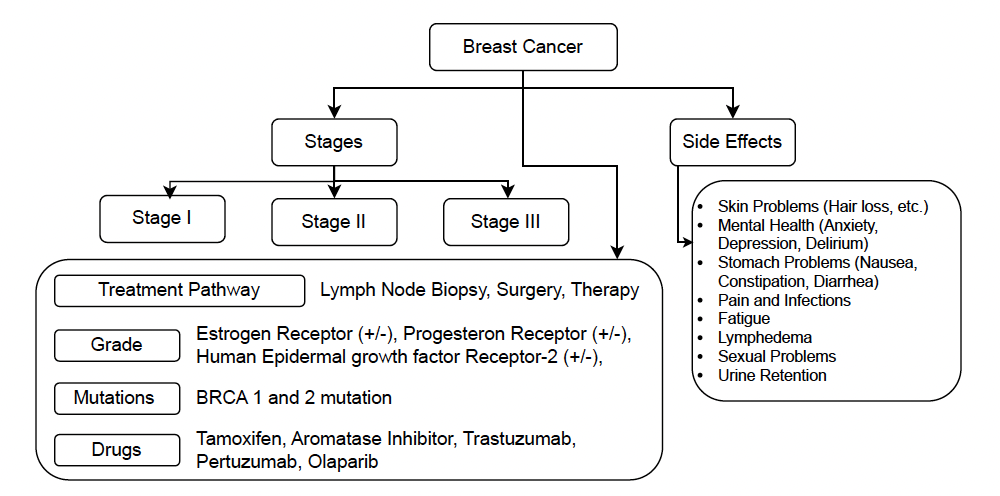 Breast Cancer
Stages
Side Effects
Stage I
Stage II
Stage III
• Skin Problems (Hair loss, etc.)
• Mental Health (Anxiety,
Depression, Delirium)
• Stomach Problems (Nausea,
Constipation, Diarrhea)
• Pain and Infections
• Fatigue
• Lymphedema
• Sexual Problems
• Urine Retention
Treatment Pathway
Lymph Node Biopsy, Surgery, Therapy
Grade
Estrogen Receptor (+/-), Progesteron Receptor (+/-),
Human Epidermal growth factor Receptor-2 (+/-),
Mutations
BRCA 1 and 2 mutation
Drugs
Tamoxifen, Aromatase Inhibitor, Trastuzumab,
Pertuzumab, Olaparib